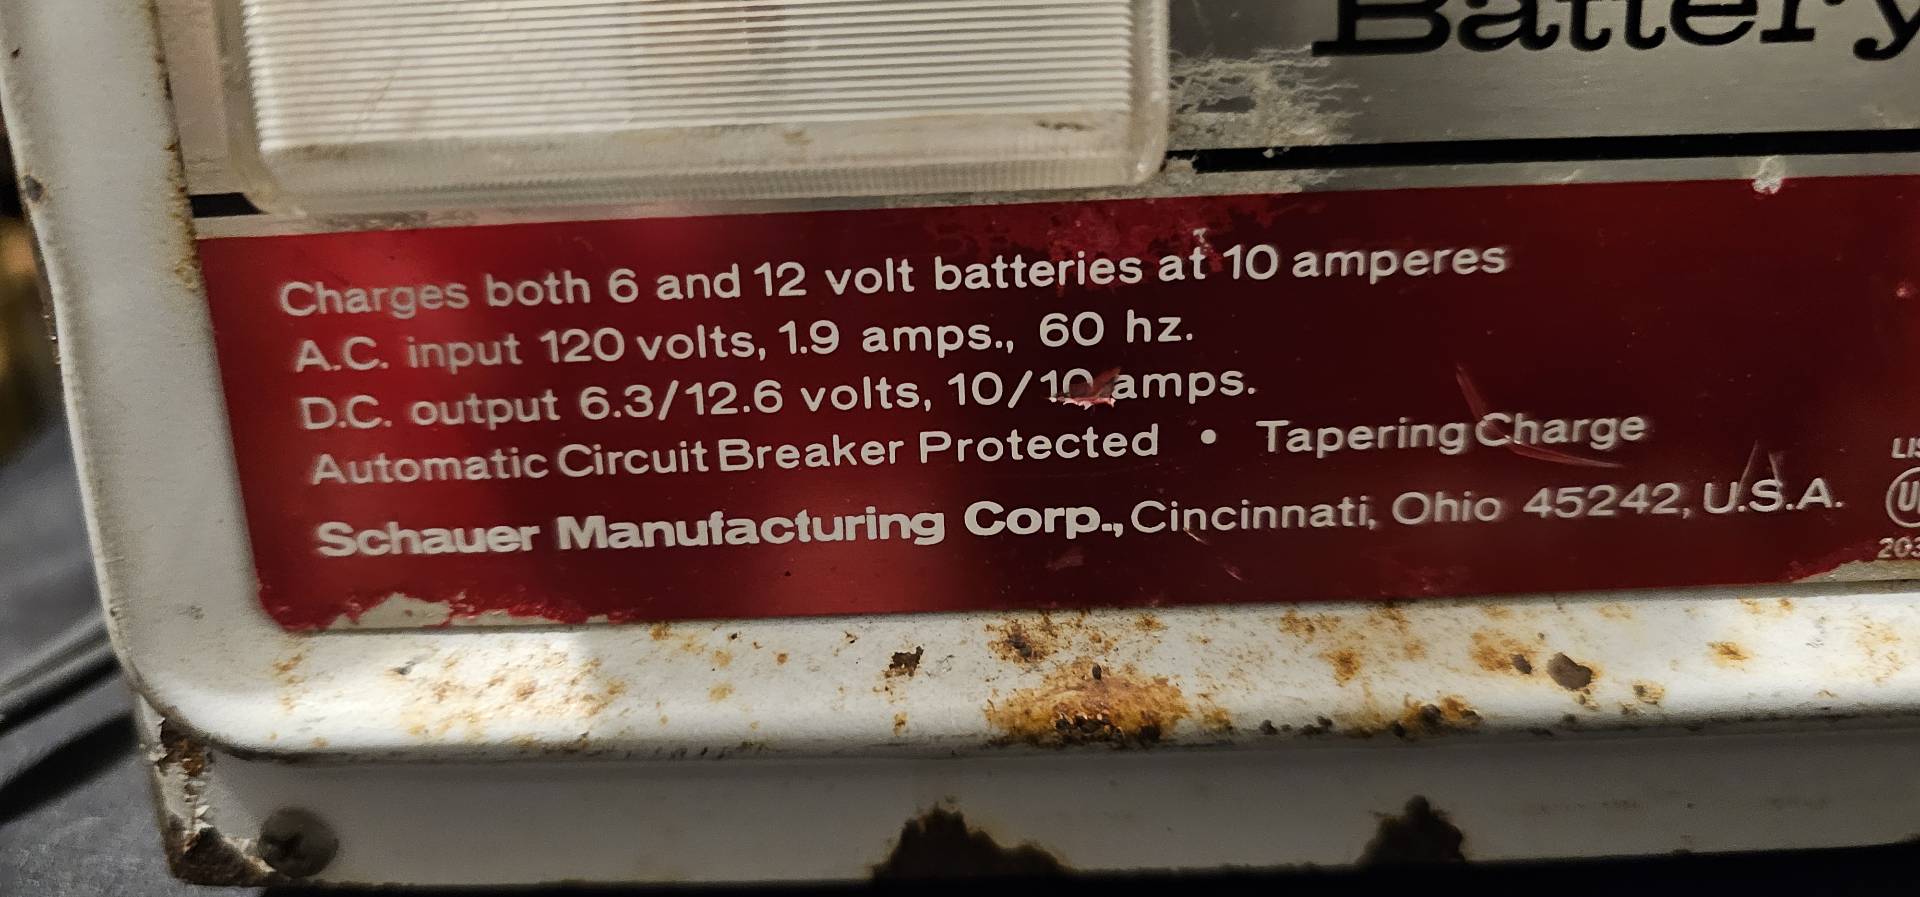 Battery
Charges both 6 and 12 volt batteries at 10 amperes
A.C. input 120 volts, 1.9 amps., 60 hz.
D.C. output 6.3/12.6 volts, 10/10 amps.
Automatic Circuit Breaker Protected • Tapering Charge
Schauer Manufacturing Corp., Cincinnati, Ohio 45242, U.S.A.